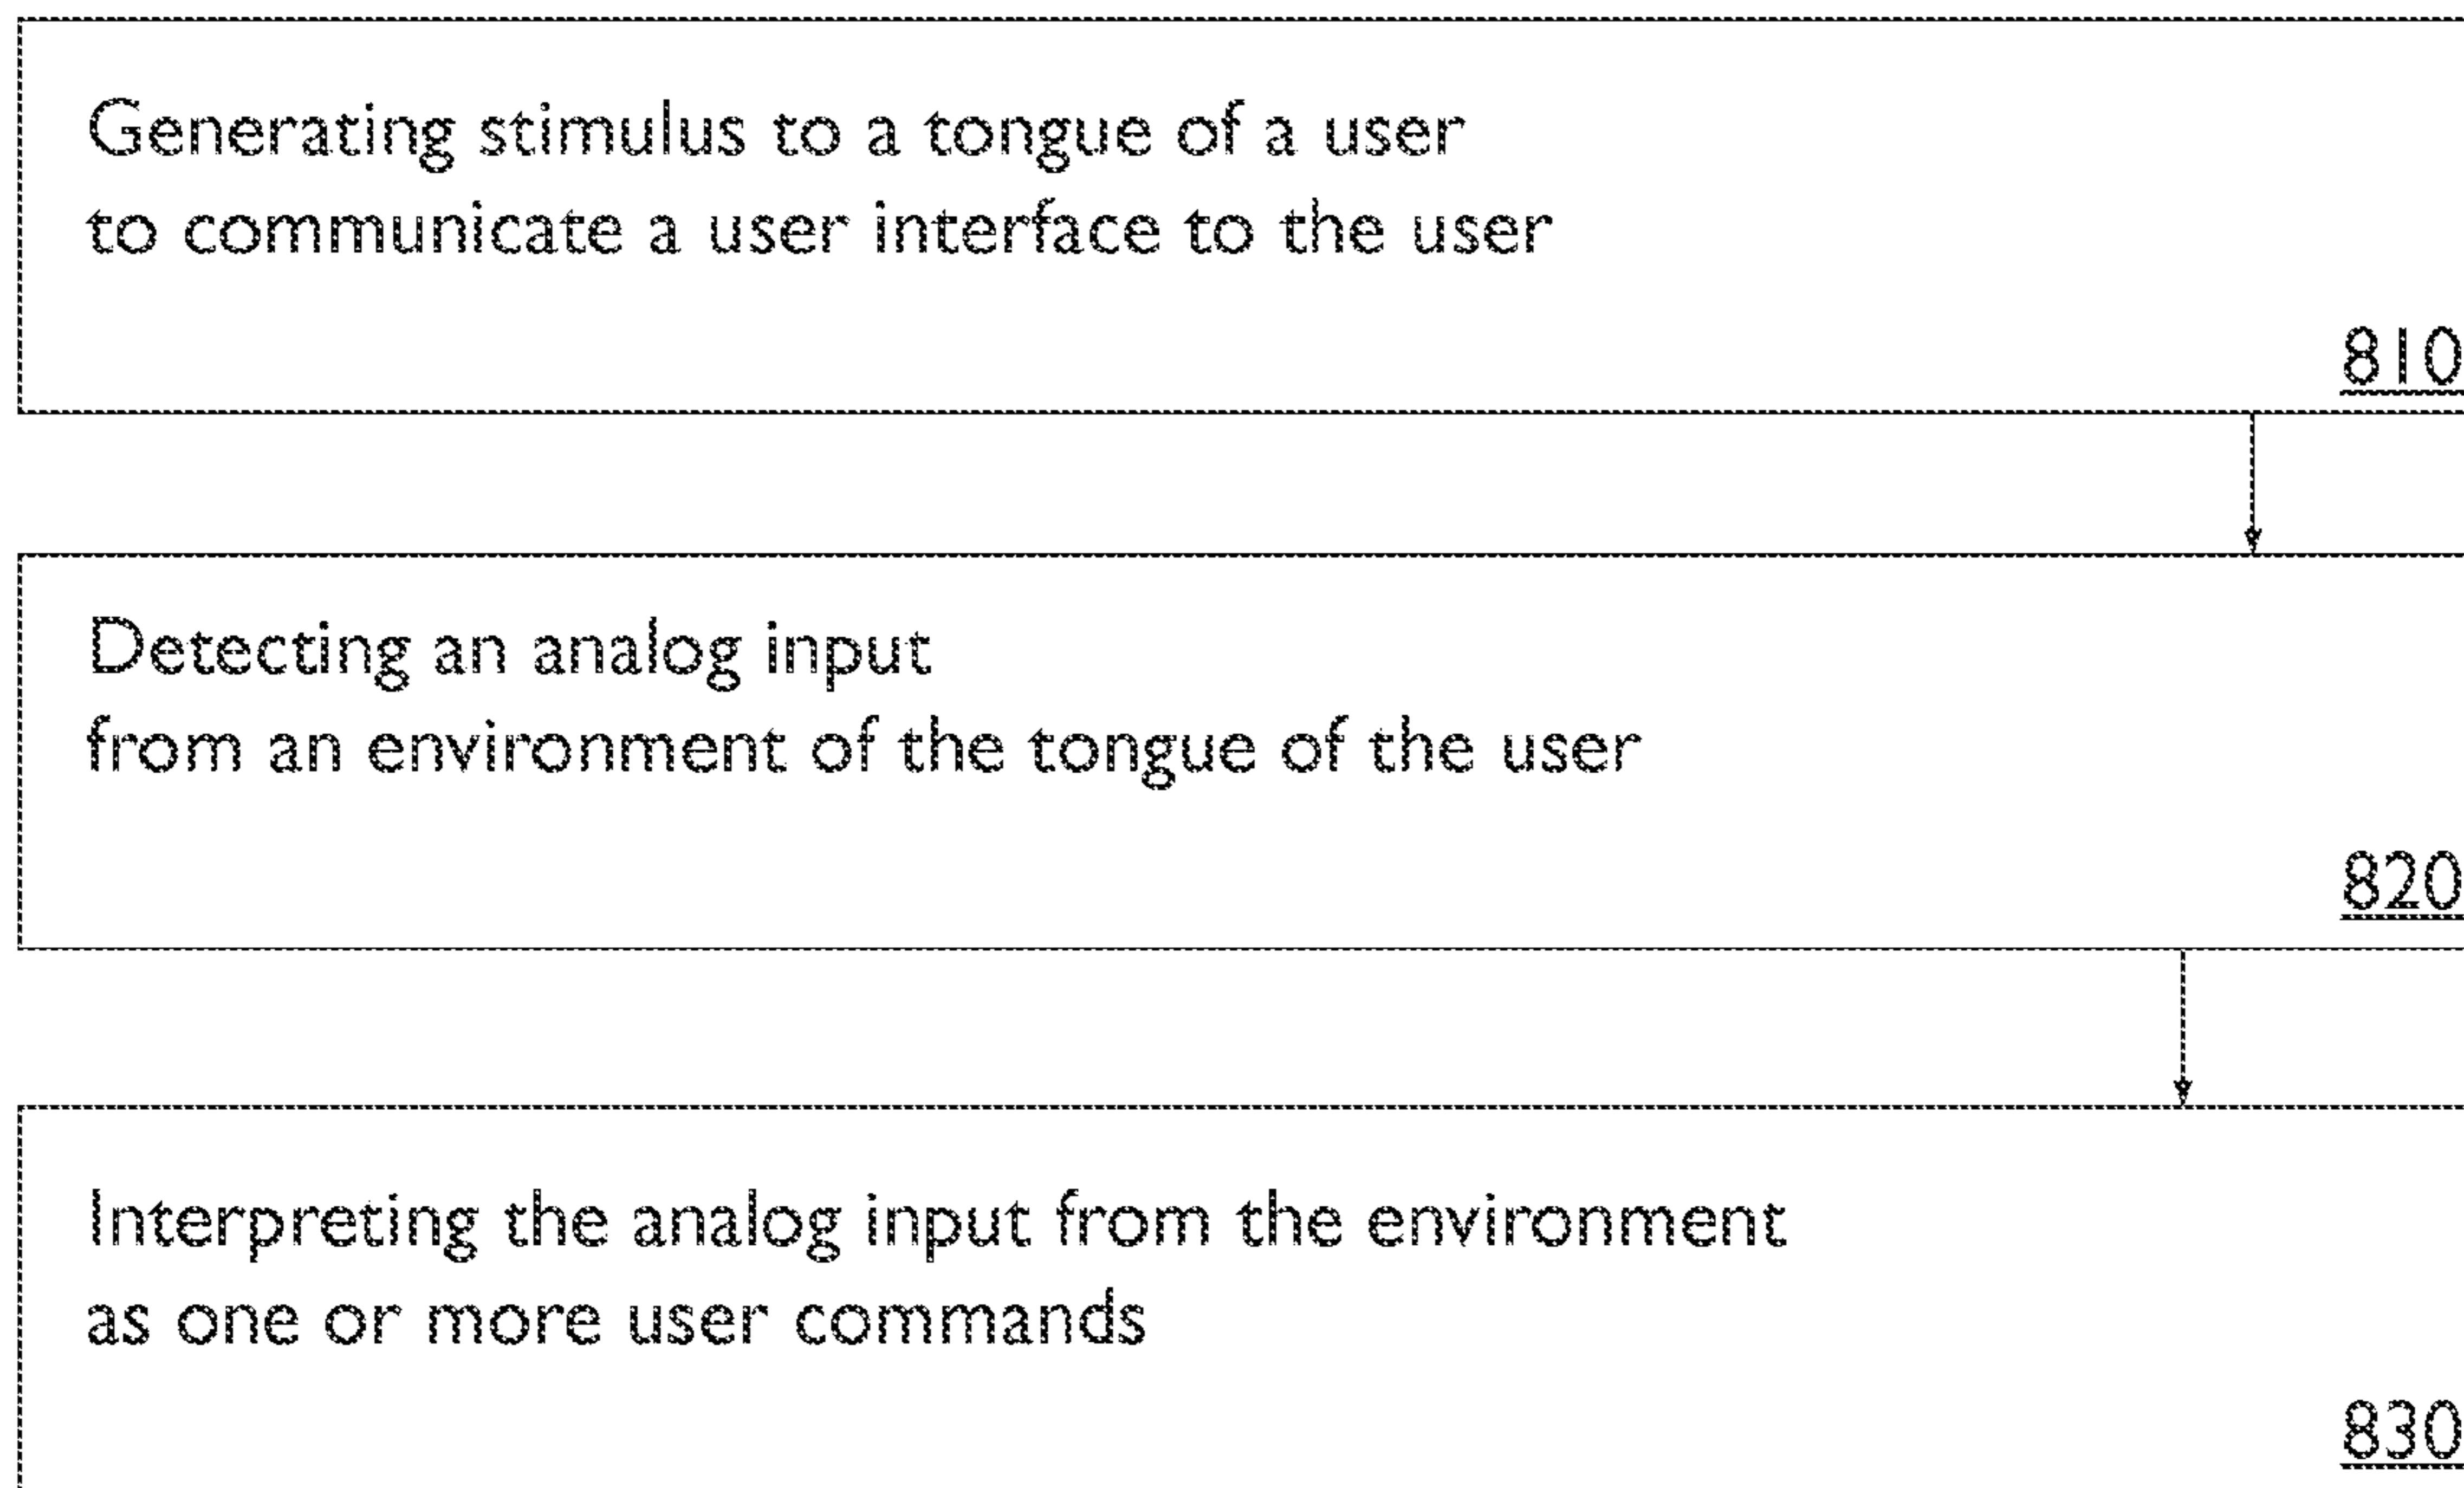 Generating stimulus to a tongue of a user
to communicate a user interface to the user
810
Detecting an analog input
from an environment of the tongue of the user
820
Interpreting the analog input from the environment
as one or more user commands
830